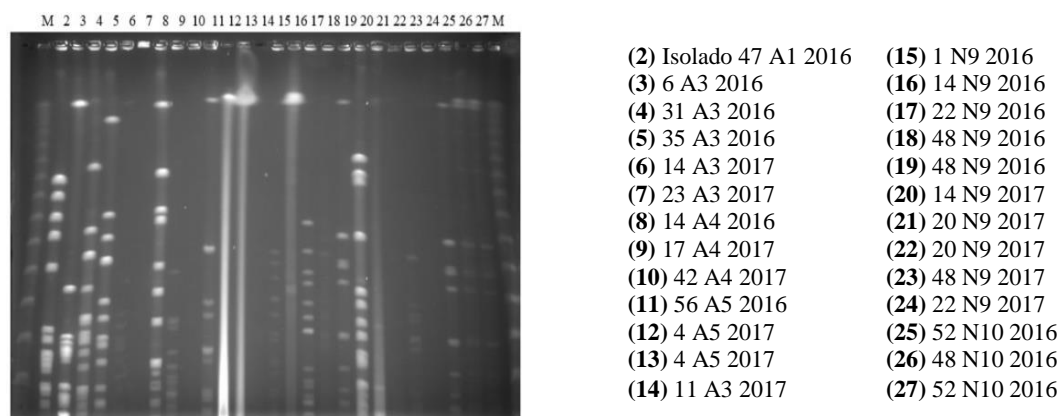 M 2 3 4 5 6 7 8 9 10 11 12 13 14 15 16 17 18 19 20 21 22 23 24 25 26 27 M
(2) Isolado 47 A1 2016
(3) 6 A3 2016
(4) 31 A3 2016
(5) 35 A3 2016
(6) 14 A3 2017
(7) 23 A3 2017
(8) 14 A4 2016
(9) 17 A4 2017
(10) 42 A4 2017
(11) 56 A5 2016
(12) 4 A5 2017
(13) 4 A5 2017
(14) 11 A3 2017
(15) 1 N9 2016
(16) 14 N9 2016
(17) 22 N9 2016
(18) 48 N9 2016
(19) 48 N9 2016
(20) 14 N9 2017
(21) 20 N9 2017
(22) 20 N9 2017
(23) 48 N9 2017
(24) 22 N9 2017
(25) 52 N10 2016
(26) 48 N10 2016
(27) 52 N10 2016